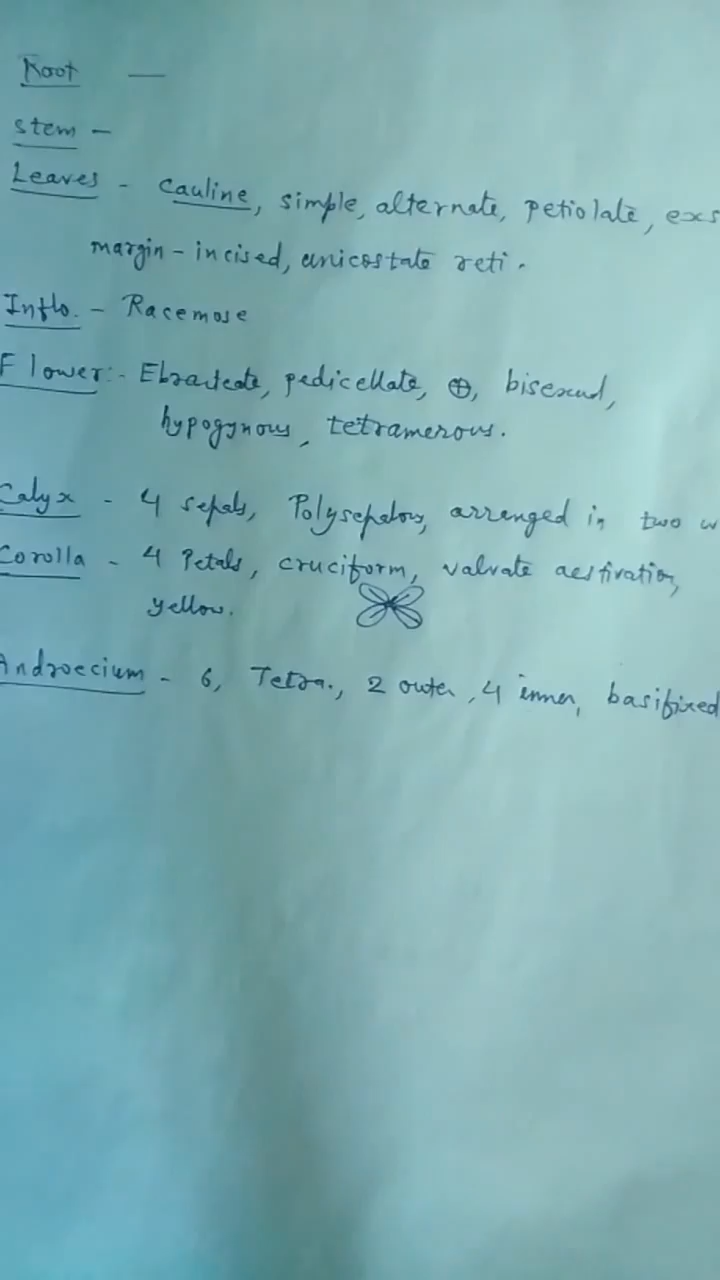 Root —
Stem -
Leaves - Cauline, simple, alternate, petiolate, exs
margin - incised, unicostate reti.
Inflo. - Racemose
Flower:- Ebracteate, pedicellate, ⊕, bisexual,
hypogynous, tetramerous.
Calyx - 4 sepals, Polysepalous, arranged in two w
Corolla - 4 Petals, cruciform, valvate aestivation,
yellow.
Androecium - 6, Tetra., 2 outer, 4 inner, basifixed